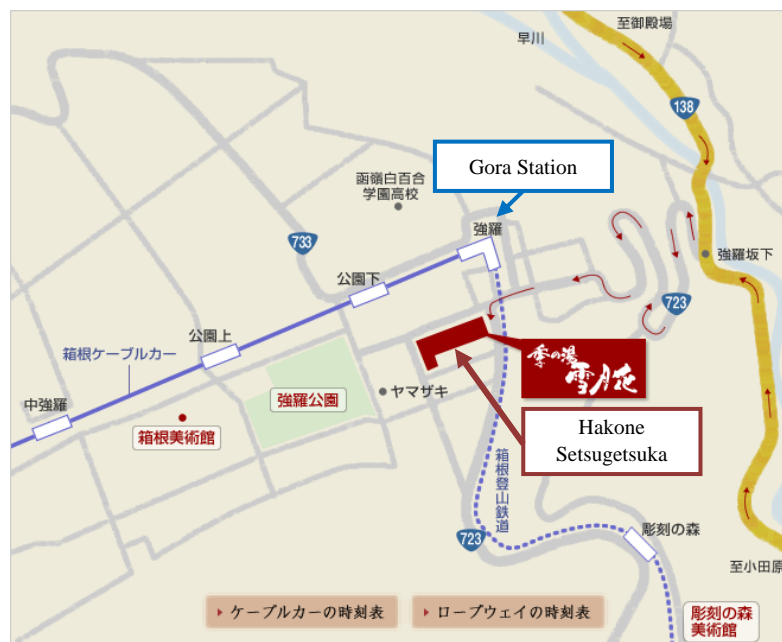 至御殿場
早川
138
Gora Station
函嶺白百合
学園高校
強羅
733
強羅坂下
公園下
723
公園上
箱根ケーブルカー
季の湯
雪月花
中強羅
強羅公園
ヤマザキ
箱根美術館
Hakone
Setsugetsuka
箱根登山鉄道
723
彫刻の森
至小田原
ケーブルカーの時刻表
ロープウェイの時刻表
彫刻の森
美術館